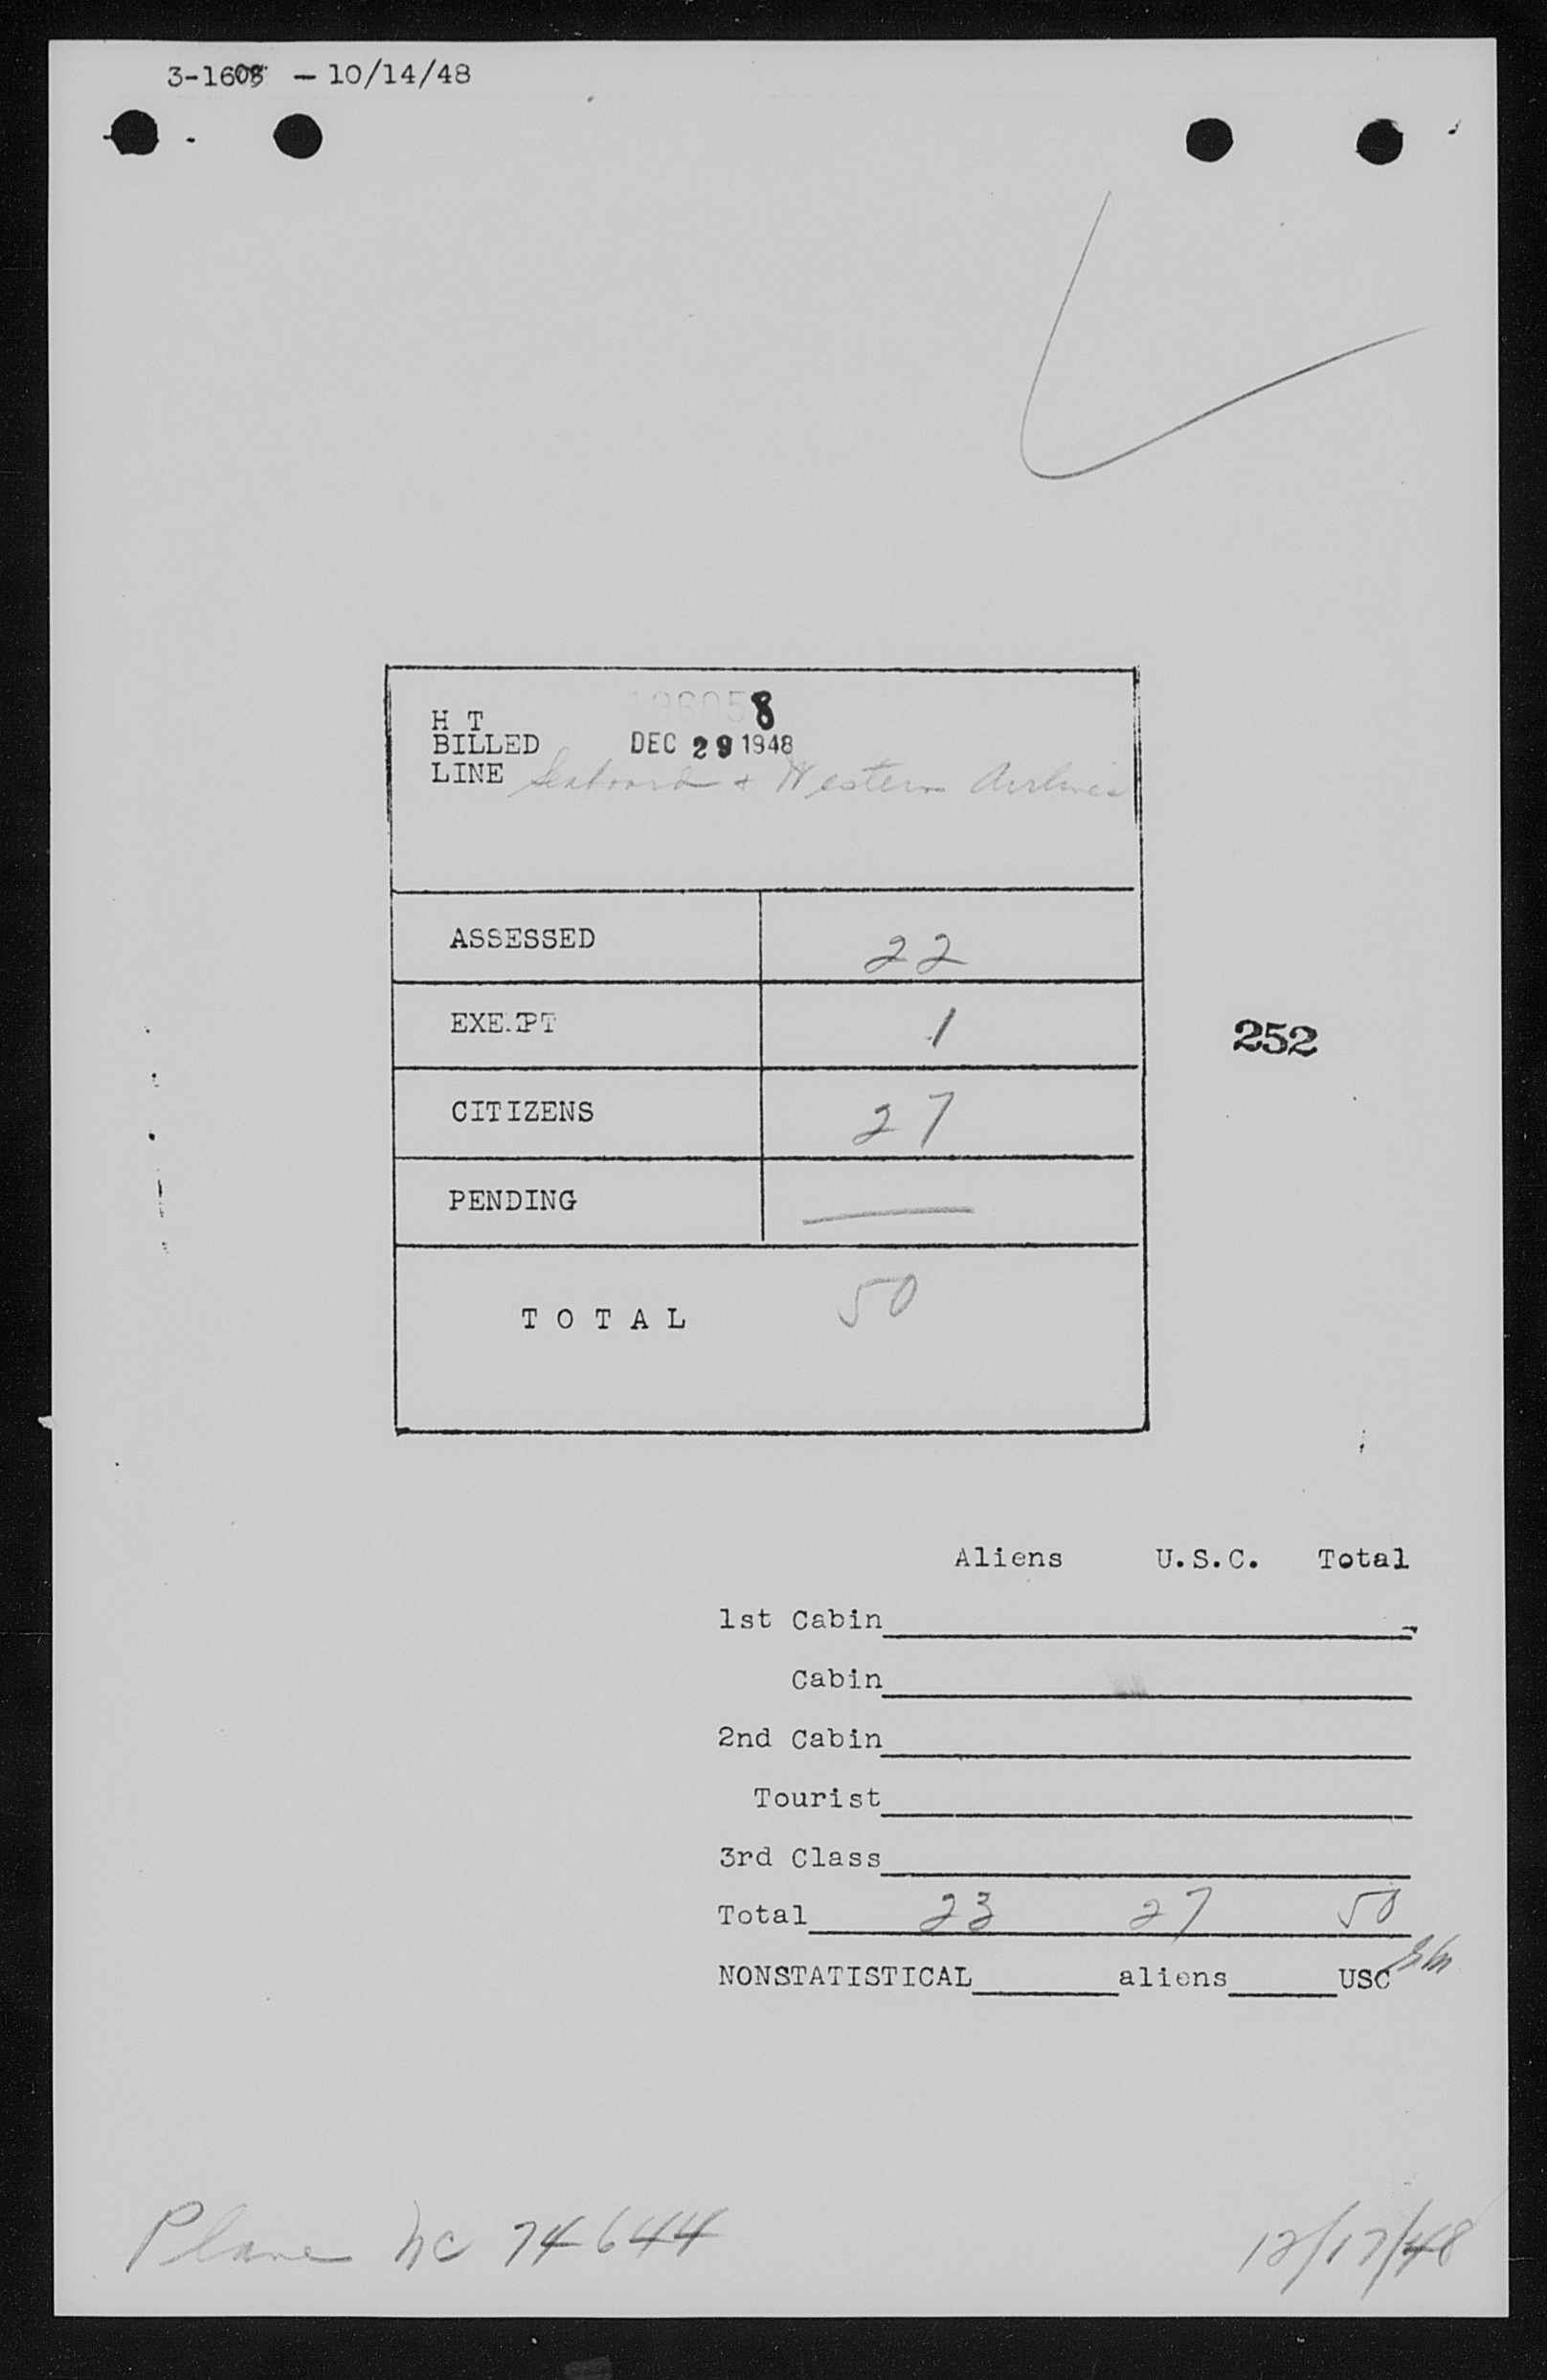 3-1608 - 10/14/48
8
H T
BILLED DEC 29 1948
LINE Seaboard & Western Airlines
ASSESSED 22
EXEMPT 1
252
CITIZENS 27
PENDING —
TOTAL 50
Aliens U.S.C. Total
1st Cabin
Cabin
2nd Cabin
Tourist
3rd Class
Total 23 27 50
NONSTATISTICAL aliens USC
Plane NC 74644 12/17/48